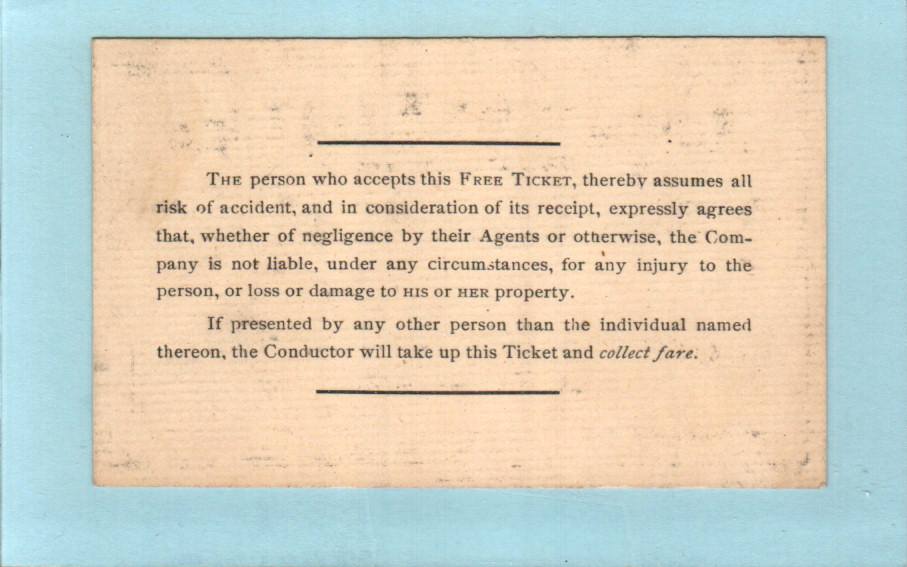 THE person who accepts this FREE TICKET, thereby assumes all
risk of accident, and in consideration of its receipt, expressly agrees
that, whether of negligence by their Agents or otherwise, the Com-
pany is not liable, under any circumstances, for any injury to the
person, or loss or damage to HIS or HER property.
If presented by any other person than the individual named
thereon, the Conductor will take up this Ticket and collect fare.